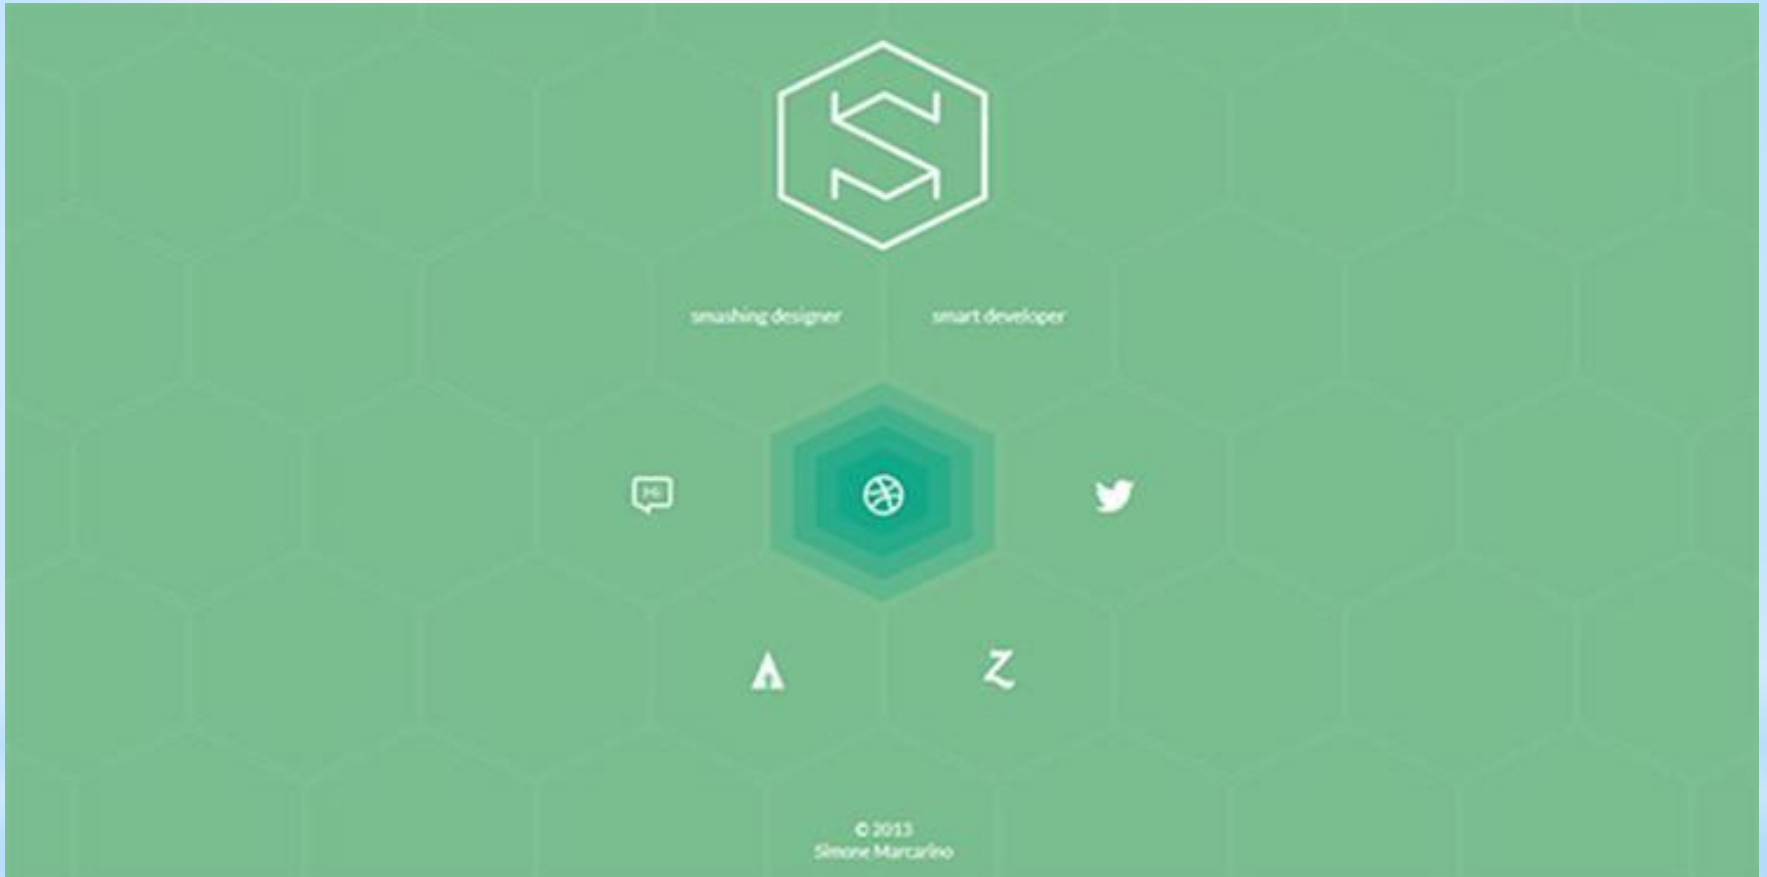 S
smashing designer
smart developer
Hi
Z
© 2013
Simone Marcarino